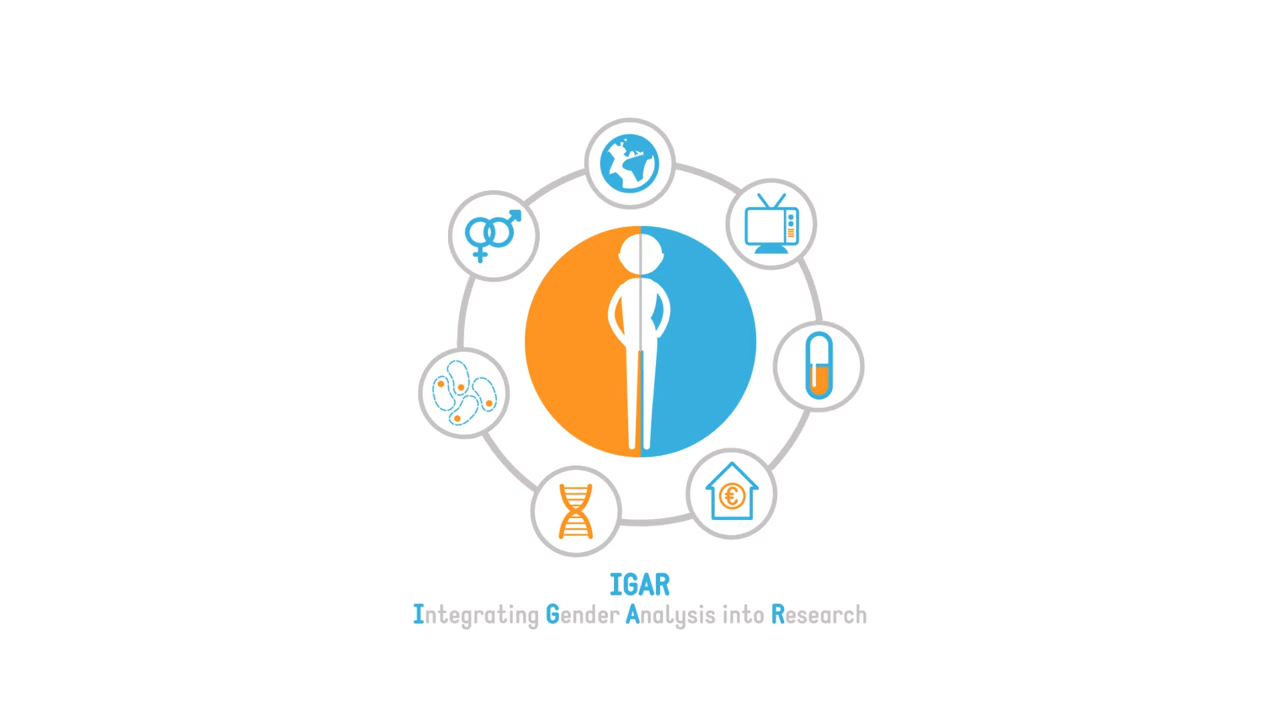 €
IGAR
Integrating Gender Analysis into Research